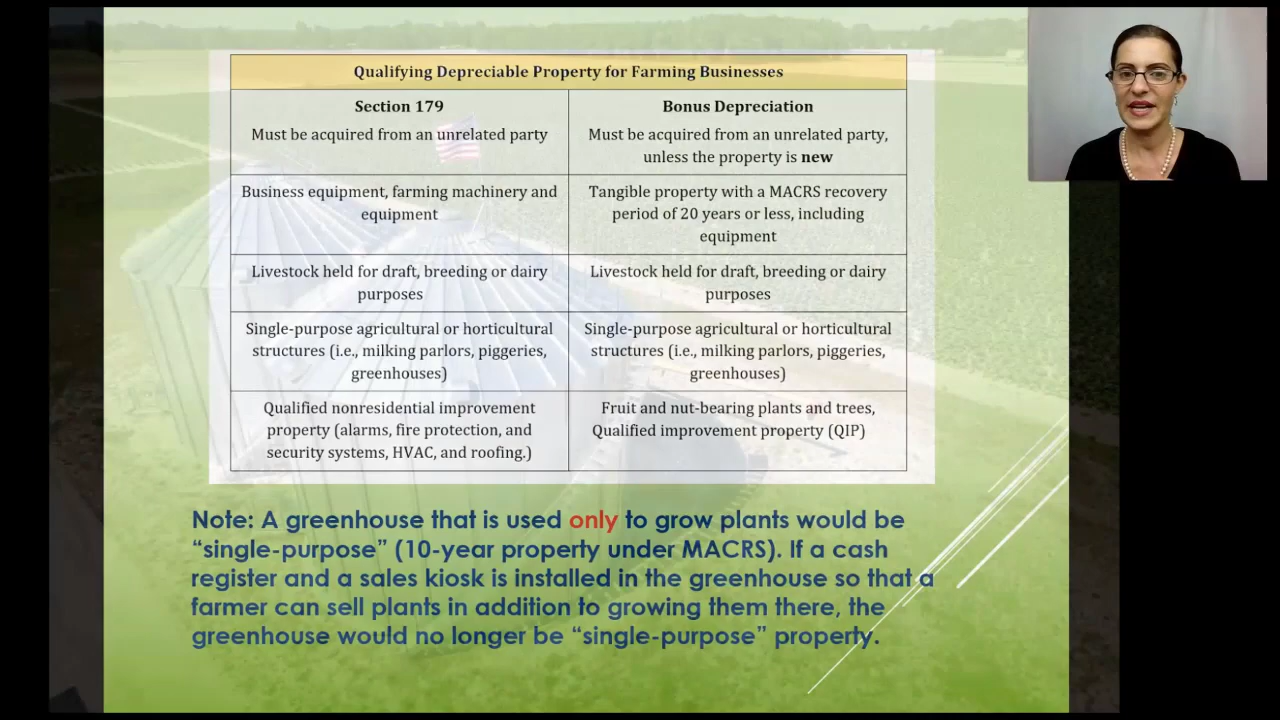 Qualifying Depreciable Property for Farming Businesses
Section 179
Must be acquired from an unrelated party
Bonus Depreciation
Must be acquired from an unrelated party,
unless the property is new
Business equipment, farming machinery and
equipment
Tangible property with a MACRS recovery
period of 20 years or less, including
equipment
Livestock held for draft, breeding or dairy
purposes
Livestock held for draft, breeding or dairy
purposes
Single-purpose agricultural or horticultural
structures (i.e., milking parlors, piggeries,
greenhouses)
Single-purpose agricultural or horticultural
structures (i.e., milking parlors, piggeries,
greenhouses)
Qualified nonresidential improvement
property (alarms, fire protection, and
security systems, HVAC, and roofing.)
Fruit and nut-bearing plants and trees,
Qualified improvement property (QIP)
Note: A greenhouse that is used only to grow plants would be
“single-purpose” (10-year property under MACRS). If a cash
register and a sales kiosk is installed in the greenhouse so that a
farmer can sell plants in addition to growing them there, the
greenhouse would no longer be “single-purpose” property.